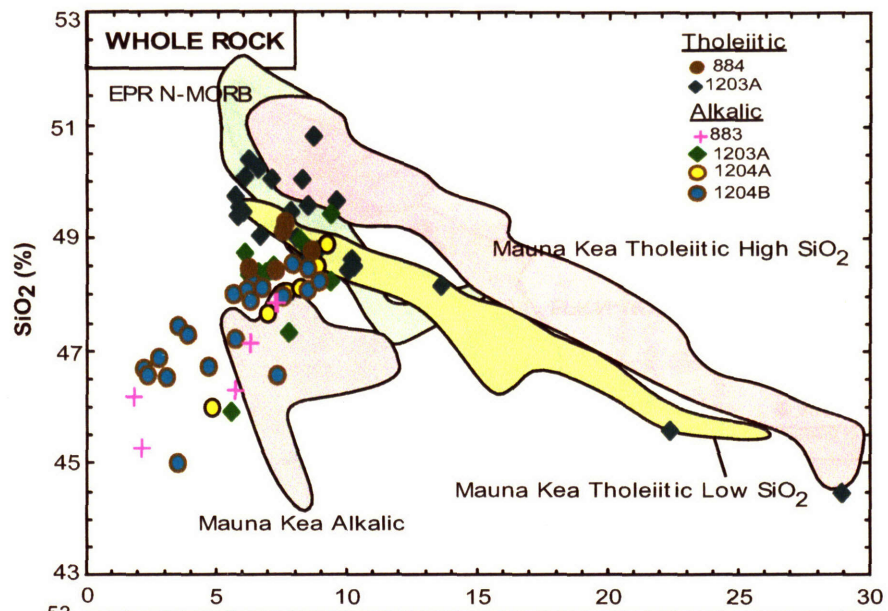 53
WHOLE ROCK
EPR N-MORB
Tholeiitic
884
1203A
Alkalic
883
1203A
1204A
1204B
51
49
Mauna Kea Tholeiitic High SiO₂
SiO₂ (%)
47
45
Mauna Kea Tholeiitic Low SiO₂
Mauna Kea Alkalic
43
0 5 10 15 20 25 30